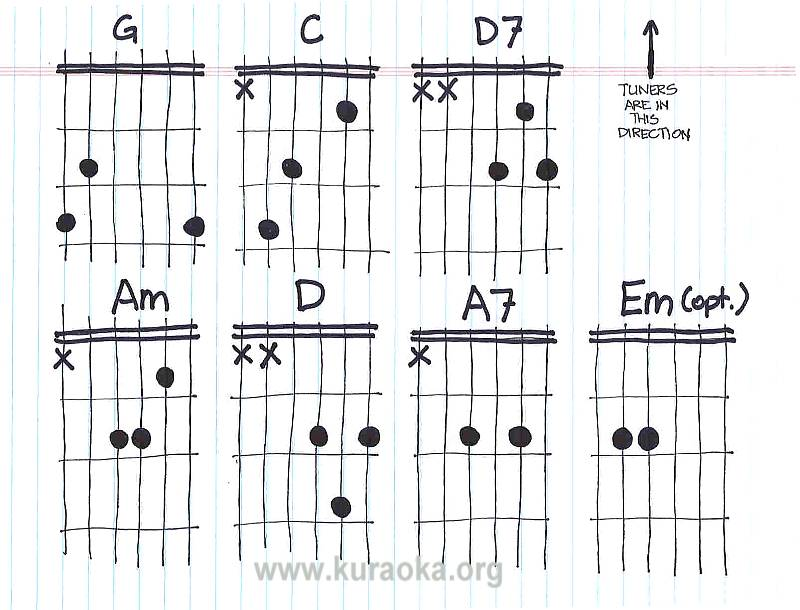 G C D7
TUNERS
ARE IN
THIS
DIRECTION
X X X
Am D A7 Em (opt.)
X X X X
www.kuraoka.org